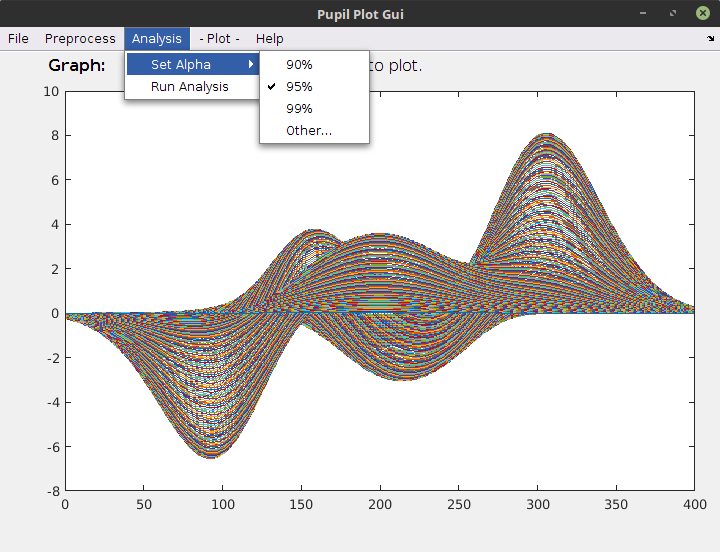 Pupil Plot Gui
File Preprocess Analysis - Plot - Help
Graph: to plot.
Set Alpha
Run Analysis
90%
95%
99%
Other...
10
8
6
4
2
0
-2
-4
-6
-8
0 50 100 150 200 250 300 350 400